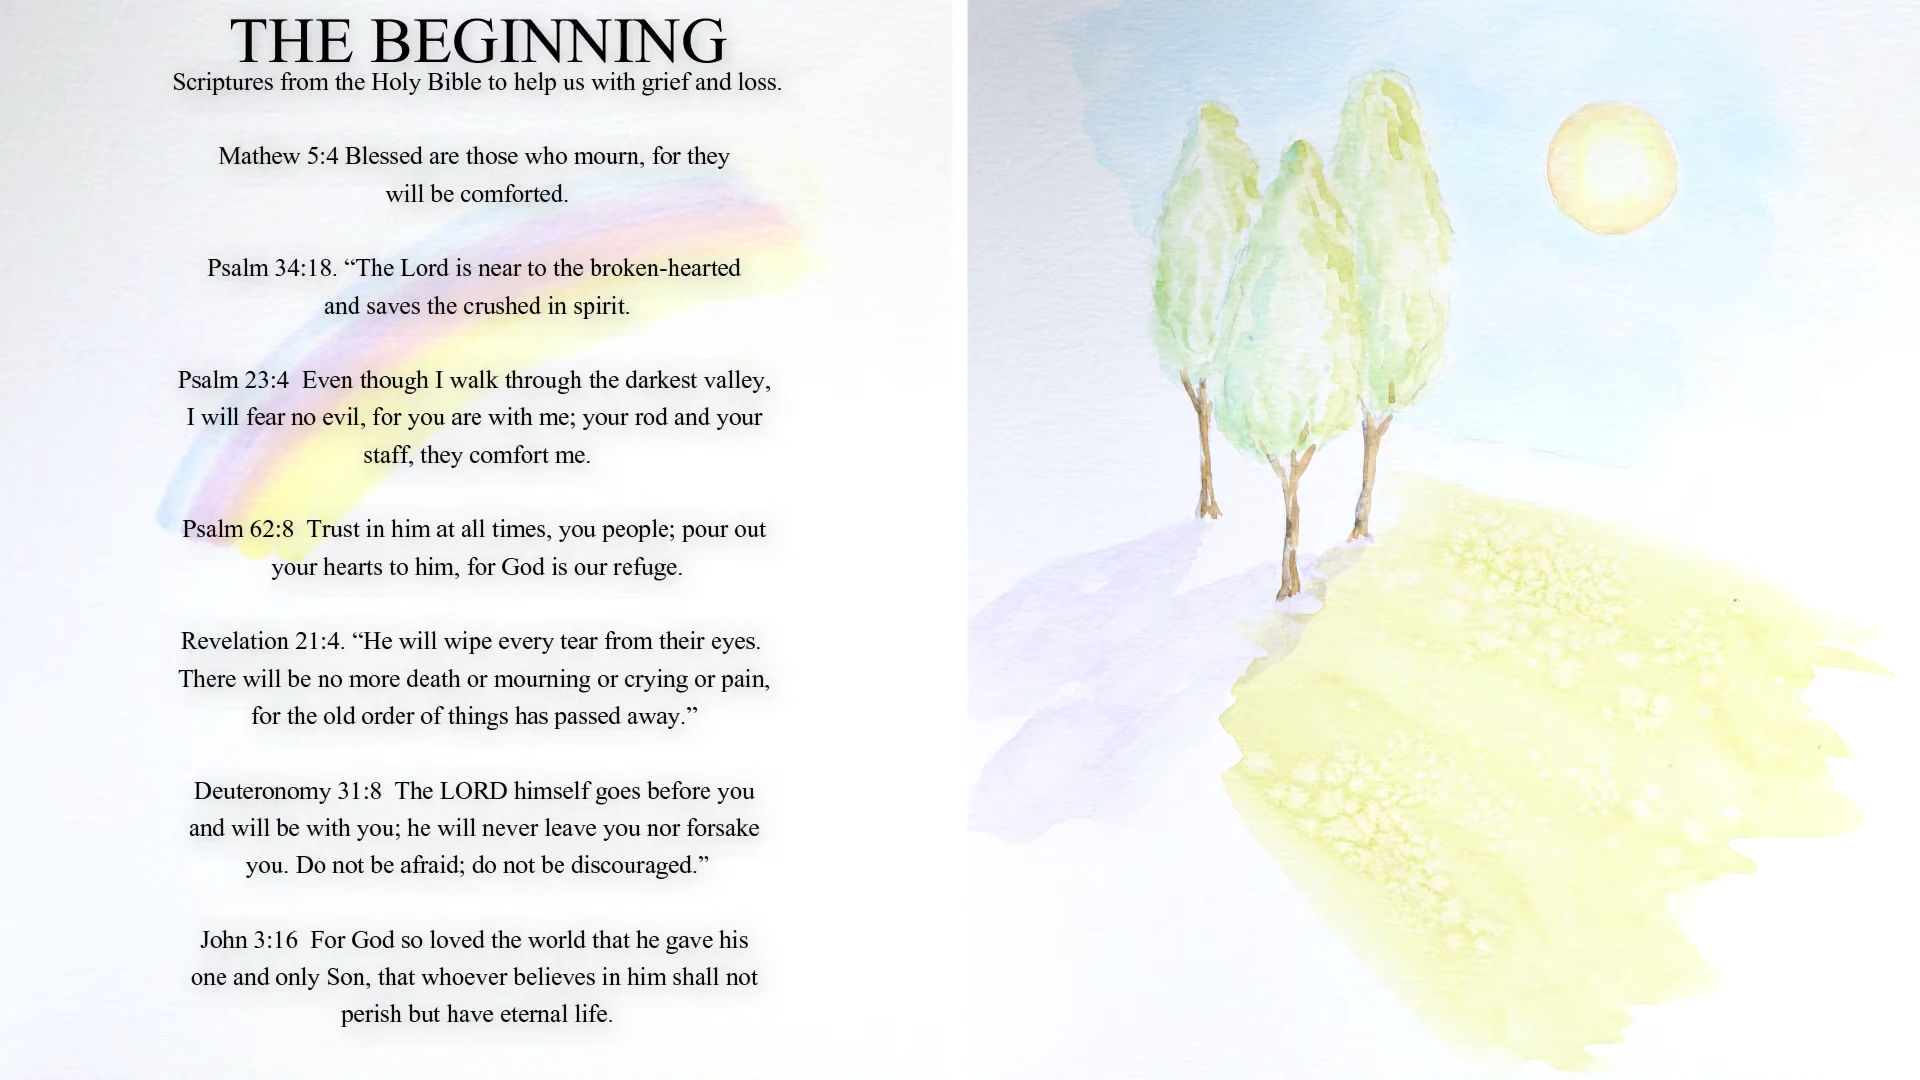 THE BEGINNING
Scriptures from the Holy Bible to help us with grief and loss.
Mathew 5:4 Blessed are those who mourn, for they
will be comforted.
Psalm 34:18. “The Lord is near to the broken-hearted
and saves the crushed in spirit.
Psalm 23:4  Even though I walk through the darkest valley,
I will fear no evil, for you are with me; your rod and your
staff, they comfort me.
Psalm 62:8  Trust in him at all times, you people; pour out
your hearts to him, for God is our refuge.
Revelation 21:4. “He will wipe every tear from their eyes.
There will be no more death or mourning or crying or pain,
for the old order of things has passed away.”
Deuteronomy 31:8  The LORD himself goes before you
and will be with you; he will never leave you nor forsake
you. Do not be afraid; do not be discouraged.”
John 3:16  For God so loved the world that he gave his
one and only Son, that whoever believes in him shall not
perish but have eternal life.